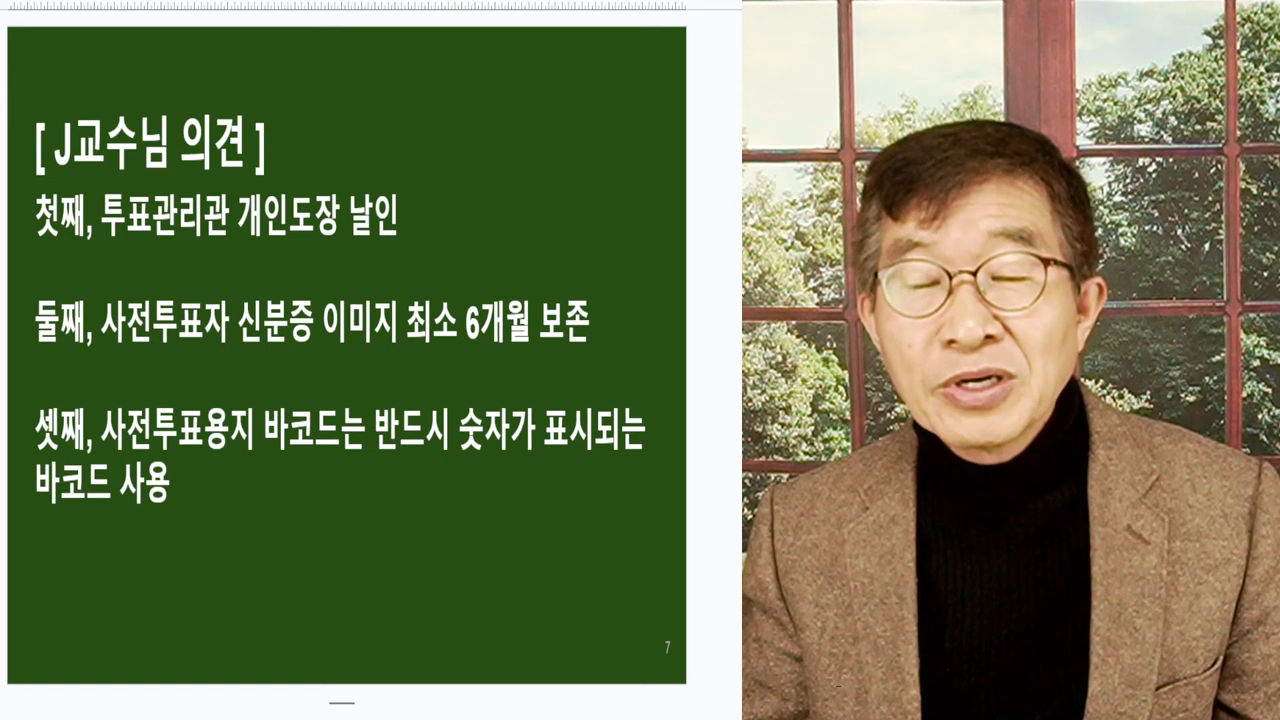 [ J교수님 의견 ]
첫째, 투표관리관 개인도장 날인
둘째, 사전투표자 신분증 이미지 최소 6개월 보존
셋째, 사전투표용지 바코드는 반드시 숫자가 표시되는
바코드 사용
7